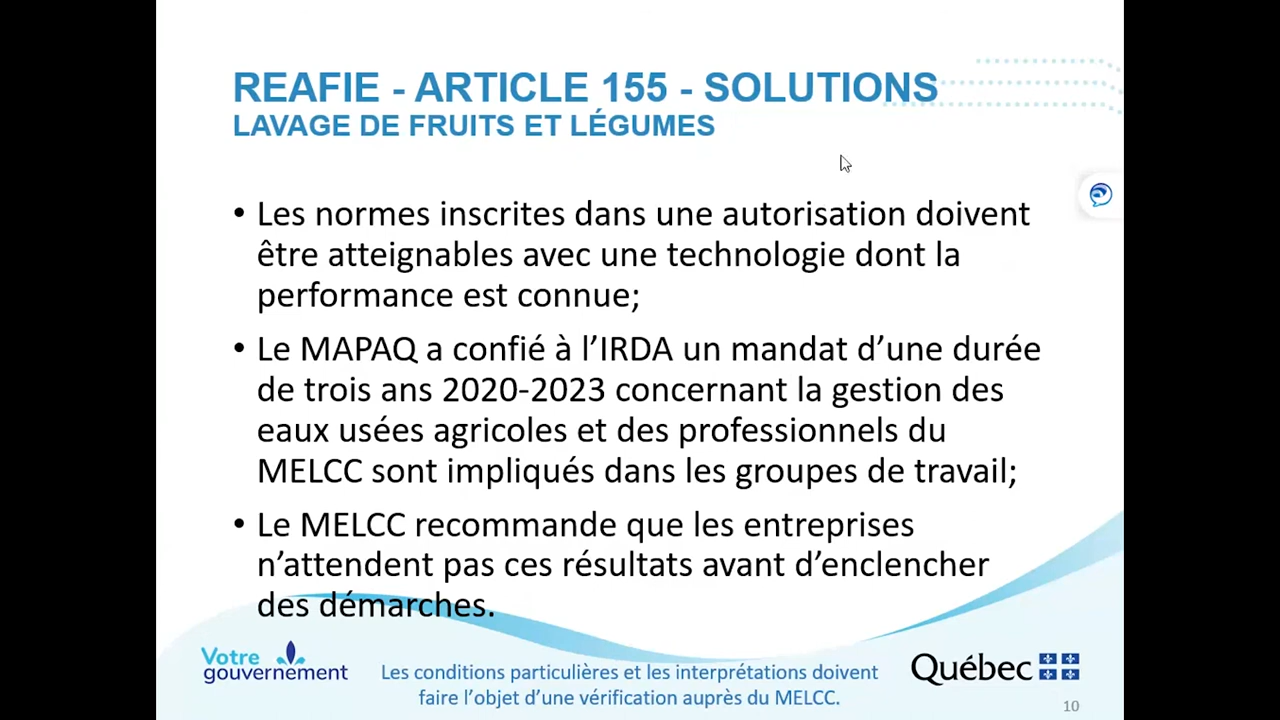 REAFIE - ARTICLE 155 - SOLUTIONS
LAVAGE DE FRUITS ET LÉGUMES
• Les normes inscrites dans une autorisation doivent
être atteignables avec une technologie dont la
performance est connue;
• Le MAPAQ a confié à l’IRDA un mandat d’une durée
de trois ans 2020-2023 concernant la gestion des
eaux usées agricoles et des professionnels du
MELCC sont impliqués dans les groupes de travail;
• Le MELCC recommande que les entreprises
n’attendent pas ces résultats avant d’enclencher
des démarches.
Votre
gouvernement
Les conditions particulières et les interprétations doivent
faire l’objet d’une vérification auprès du MELCC.
Québec
10